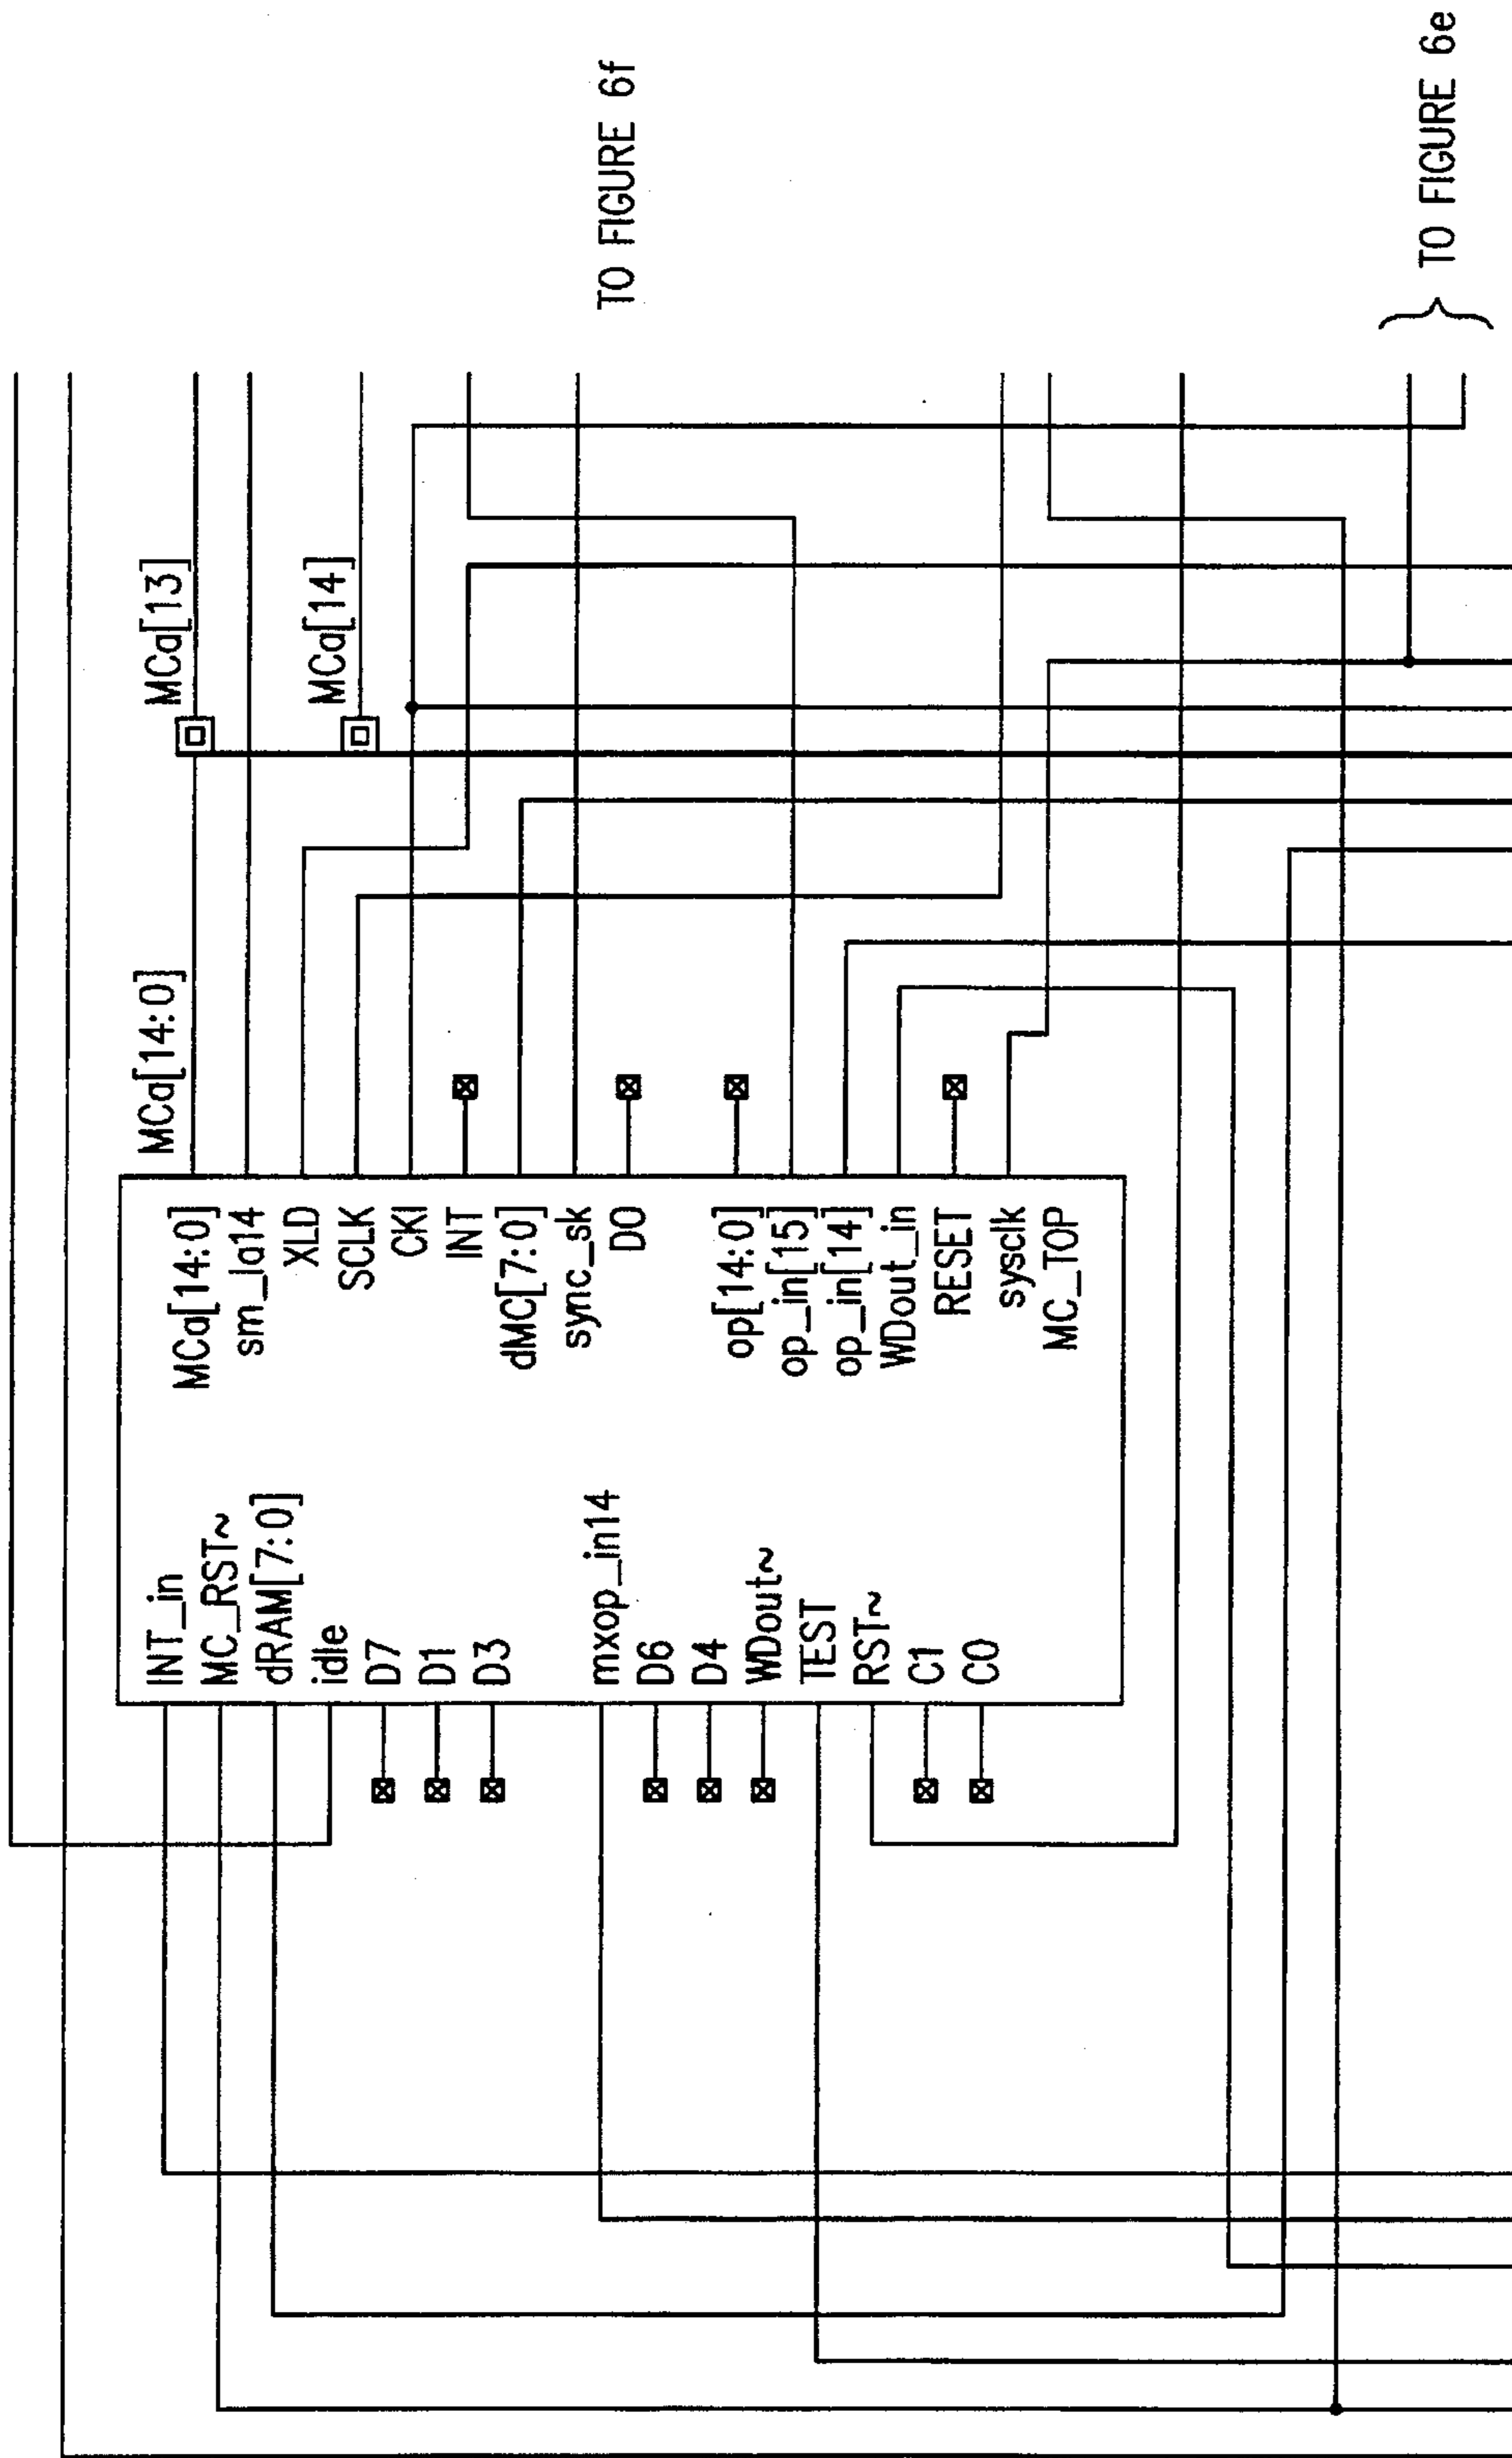 INT_in
MC_RST~
dRAM[7:0]
idle
D7
D1
D3
mxop_in14
D6
D4
WDout~
TEST
RST~
C1
C0
MCa[14:0]
sm_la14
XLD
SCLK
CKI
INT
dMC[7:0]
sync_sk
DO
op[14:0]
op_in[15]
op_in[14]
WDout_in
RESET
sysclk
MC_TOP
MCa[14:0]
MCa[13]
MCa[14]
TO FIGURE 6f
TO FIGURE 6e